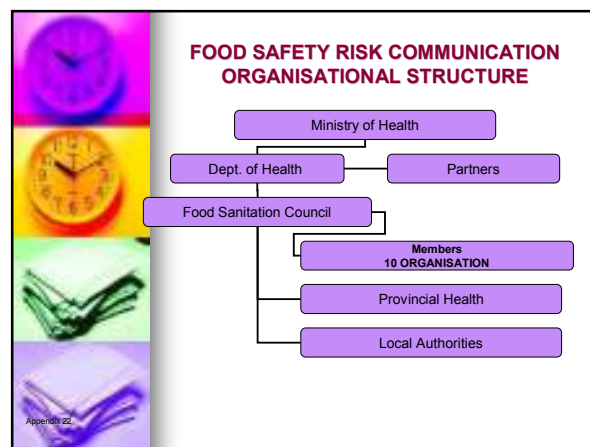 FOOD SAFETY RISK COMMUNICATION
ORGANISATIONAL STRUCTURE
Ministry of Health
Dept. of Health
Partners
Food Sanitation Council
Members
10 ORGANISATION
Provincial Health
Local Authorities
Appendix 22